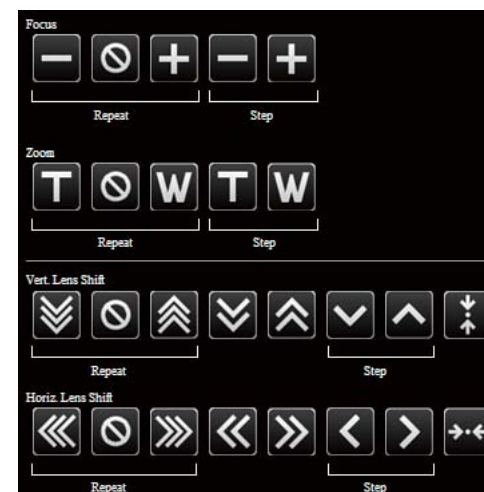 Focus
Repeat Step
Zoom
T W T W
Repeat Step
Vert. Lens Shift
Repeat Step
Horiz. Lens Shift
Repeat Step